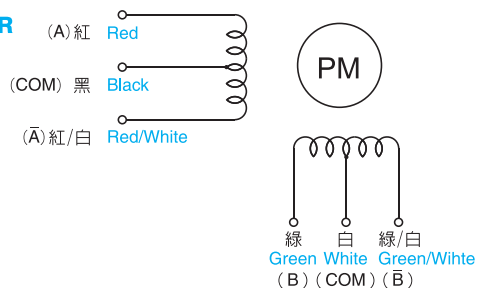 R
(A)紅 Red
(COM) 黑 Black
(Ā)紅/白 Red/White
PM
綠 白 綠/白
Green White Green/Wihte
(B)(COM)(B̄)